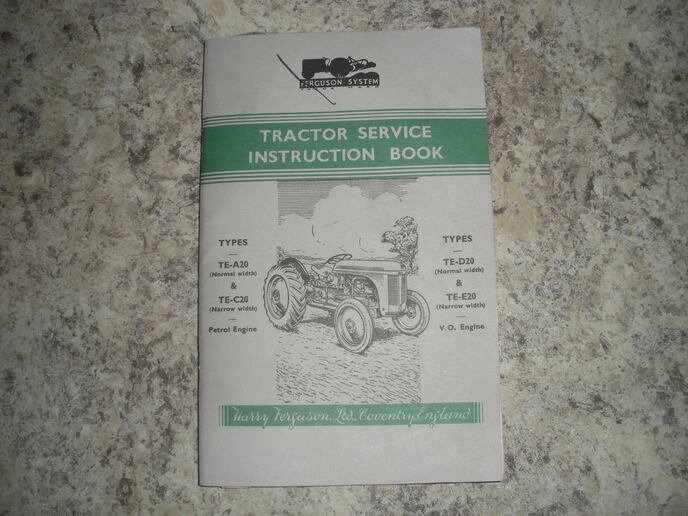 FERGUSON SYSTEM
TRACTOR SERVICE
INSTRUCTION BOOK
TYPES
TE-A20
(Normal width)
&
TE-C20
(Narrow width)
Petrol Engine
TYPES
TE-D20
(Normal width)
&
TE-E20
(Narrow width)
V.O. Engine
Harry Ferguson, Ltd., Coventry, England